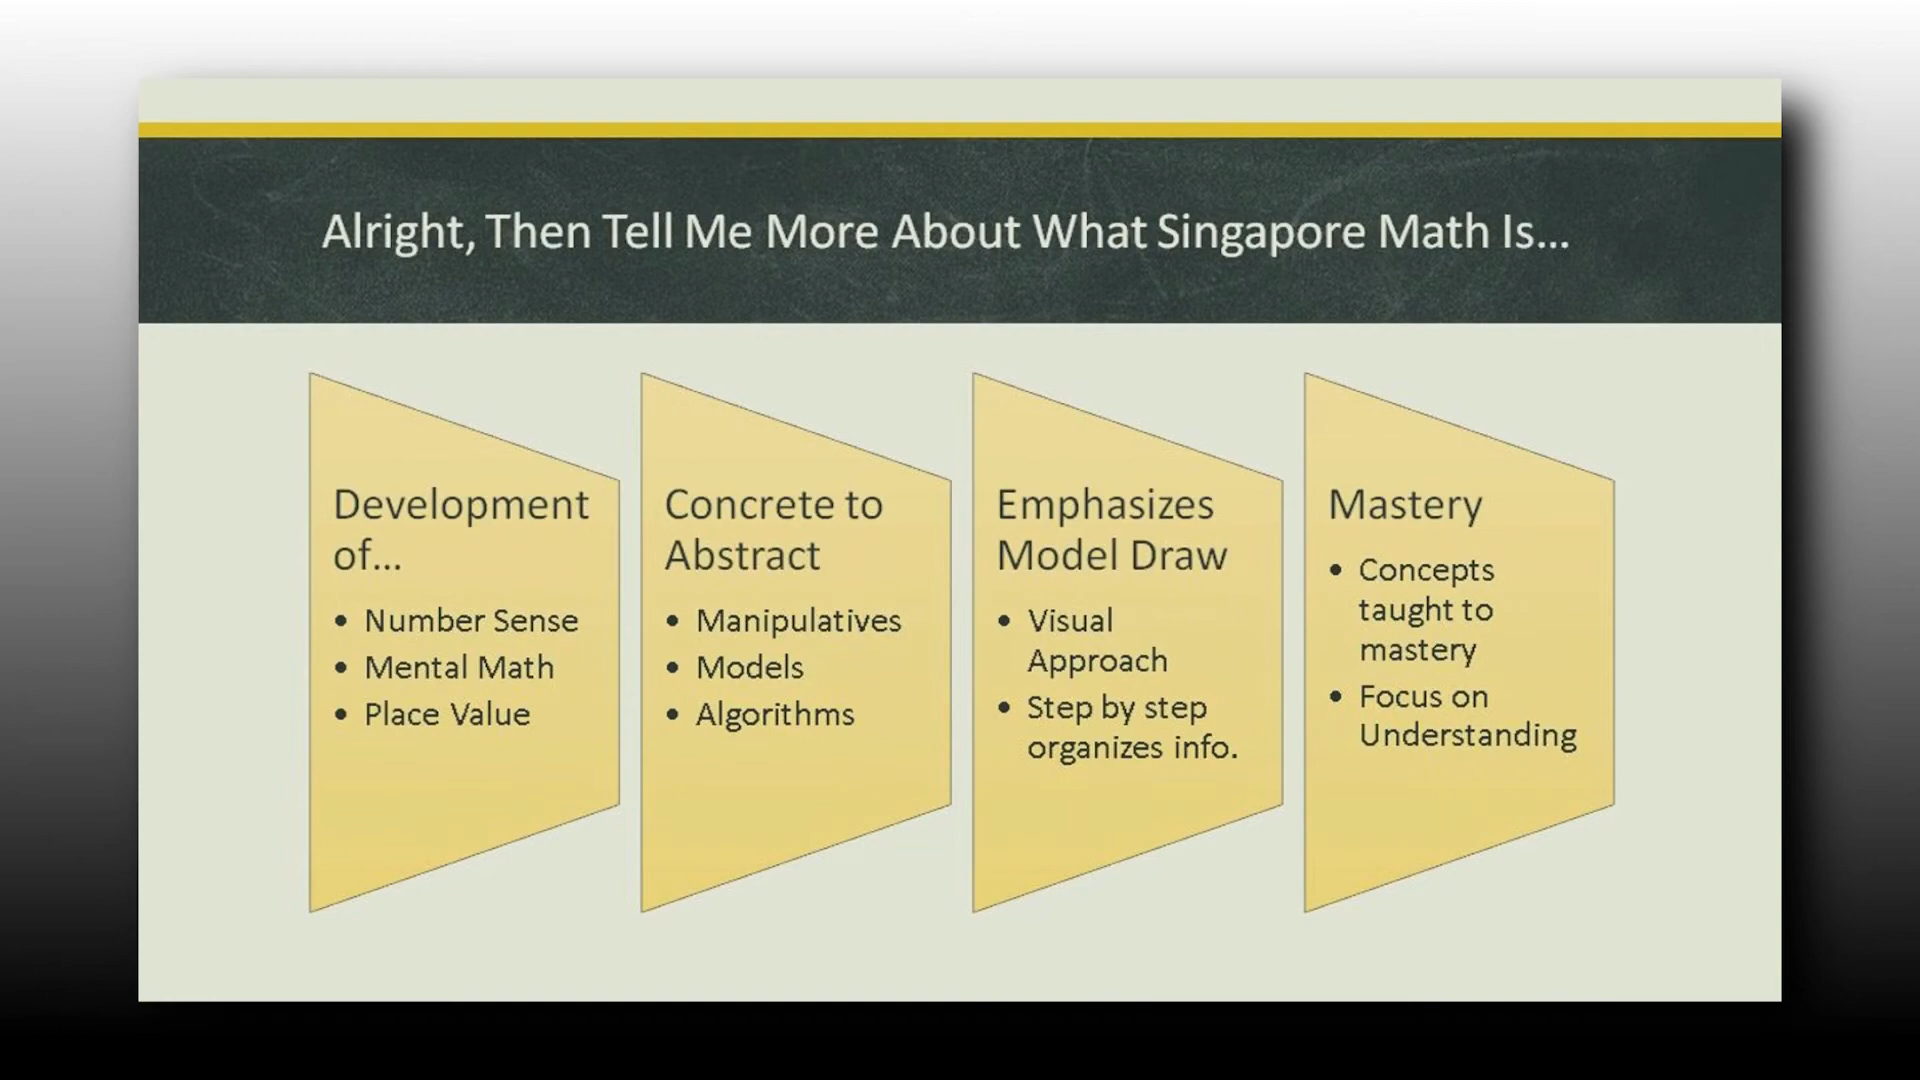 Alright, Then Tell Me More About What Singapore Math Is...
Development
of...
• Number Sense
• Mental Math
• Place Value
Concrete to
Abstract
• Manipulatives
• Models
• Algorithms
Emphasizes
Model Draw
• Visual
Approach
• Step by step
organizes info.
Mastery
• Concepts
taught to
mastery
• Focus on
Understanding